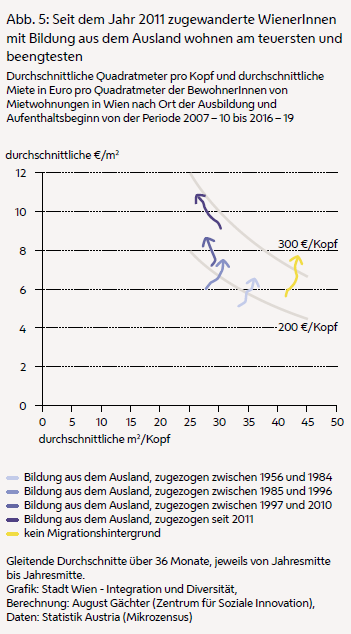 Abb. 5: Seit dem Jahr 2011 zugewanderte WienerInnen
mit Bildung aus dem Ausland wohnen am teuersten und
beengtesten
Durchschnittliche Quadratmeter pro Kopf und durchschnittliche
Miete in Euro pro Quadratmeter der BewohnerInnen von
Mietwohnungen in Wien nach Ort der Ausbildung und
Aufenthaltsbeginn von der Periode 2007 – 10 bis 2016 – 19
durchschnittliche €/m²
12
10
300 €/Kopf
8
6
200 €/Kopf
4
2
0
0 5 10 15 20 25 30 35 40 45 50
durchschnittliche m²/Kopf
Bildung aus dem Ausland, zugezogen zwischen 1956 und 1984
Bildung aus dem Ausland, zugezogen zwischen 1985 und 1996
Bildung aus dem Ausland, zugezogen zwischen 1997 und 2010
Bildung aus dem Ausland, zugezogen seit 2011
kein Migrationshintergrund
Gleitende Durchschnitte über 36 Monate, jeweils von Jahresmitte
bis Jahresmitte.
Grafik: Stadt Wien - Integration und Diversität,
Berechnung: August Gächter (Zentrum für Soziale Innovation),
Daten: Statistik Austria (Mikrozensus)